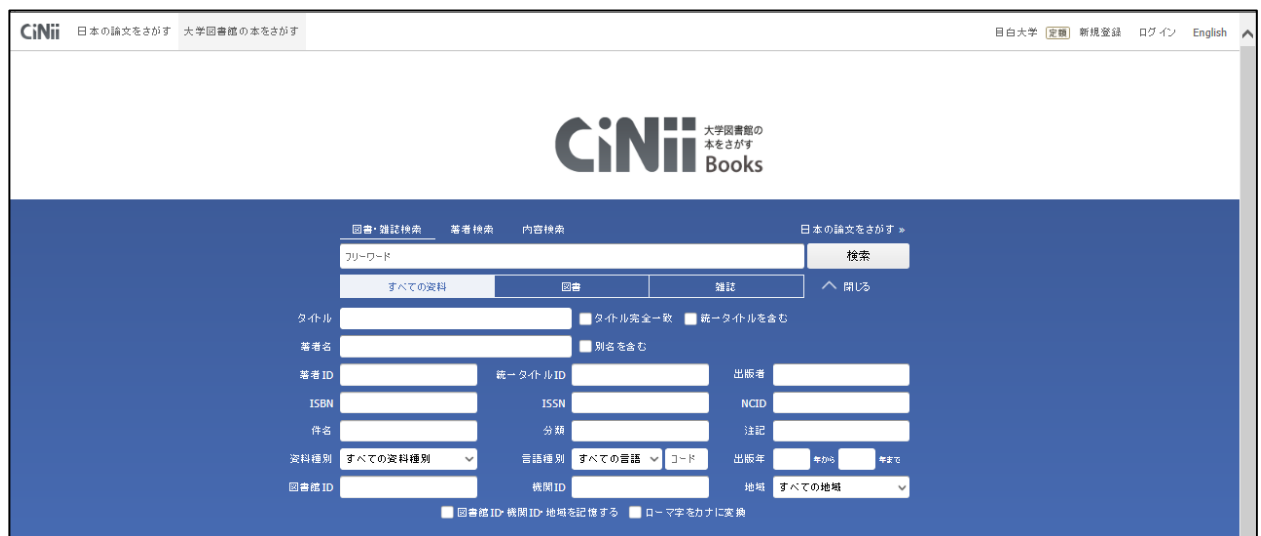 CiNii 日本の論文をさがす 大学図書館の本をさがす 目白大学 定額 新規登録 ログイン English
CiNii 大学図書館の
本をさがす
Books
図書・雑誌検索 著者検索 内容検索 日本の論文をさがす »
フリーワード 検索
すべての資料 図書 雑誌 閉じる
タイトル タイトル完全一致 統一タイトルを含む
著者名 別名を含む
著者ID 統一タイトルID 出版者
ISBN ISSN NCID
件名 分類 注記
資料種別 すべての資料種別 言語種別 すべての言語 コード 出版年 年から 年まで
図書館ID 機関ID 地域 すべての地域
図書館ID・機関ID・地域を記憶する ローマ字をカナに変換